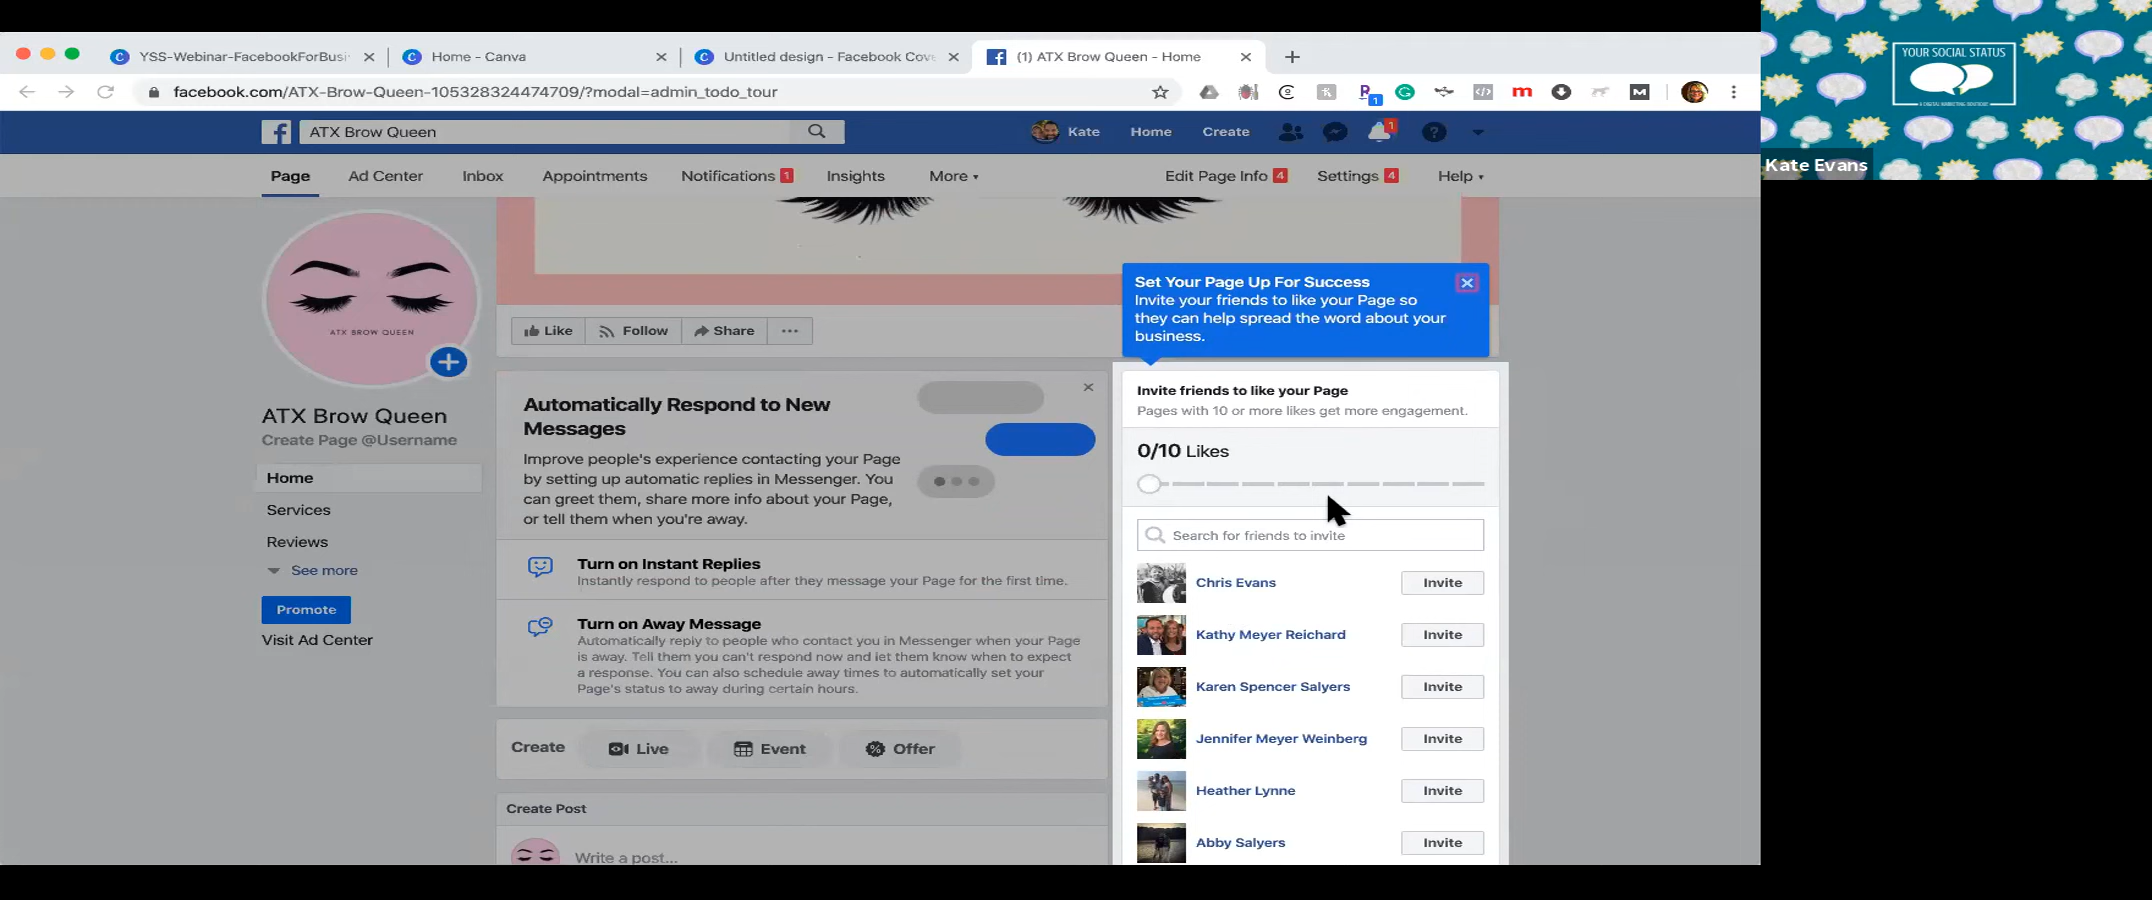 YSS-Webinar-FacebookForBusi
Home - Canva
Untitled design - Facebook Cove
(1) ATX Brow Queen - Home
facebook.com/ATX-Brow-Queen-105328324474709/?modal=admin_todo_tour
1
YOUR SOCIAL STATUS
Kate Evans
ATX Brow Queen
Kate
Home
Create
1
Page
Ad Center
Inbox
Appointments
Notifications 1
Insights
More
Edit Page Info 4
Settings 4
Help
ATX BROW QUEEN
ATX Brow Queen
Create Page @Username
Home
Services
Reviews
See more
Promote
Visit Ad Center
Like
Follow
Share
Automatically Respond to New
Messages
Improve people's experience contacting your Page
by setting up automatic replies in Messenger. You
can greet them, share more info about your Page,
or tell them when you're away.
Turn on Instant Replies
Instantly respond to people after they message your Page for the first time.
Turn on Away Message
Automatically reply to people who contact you in Messenger when your Page
is away. Tell them you can't respond now and let them know when to expect
a response. You can also schedule away times to automatically set your
Page's status to away during certain hours.
Create
Live
Event
Offer
Create Post
Write a post...
Set Your Page Up For Success
Invite your friends to like your Page so
they can help spread the word about your
business.
Invite friends to like your Page
Pages with 10 or more likes get more engagement.
0/10 Likes
Search for friends to invite
Chris Evans Invite
Kathy Meyer Reichard Invite
Karen Spencer Salyers Invite
Jennifer Meyer Weinberg Invite
Heather Lynne Invite
Abby Salyers Invite